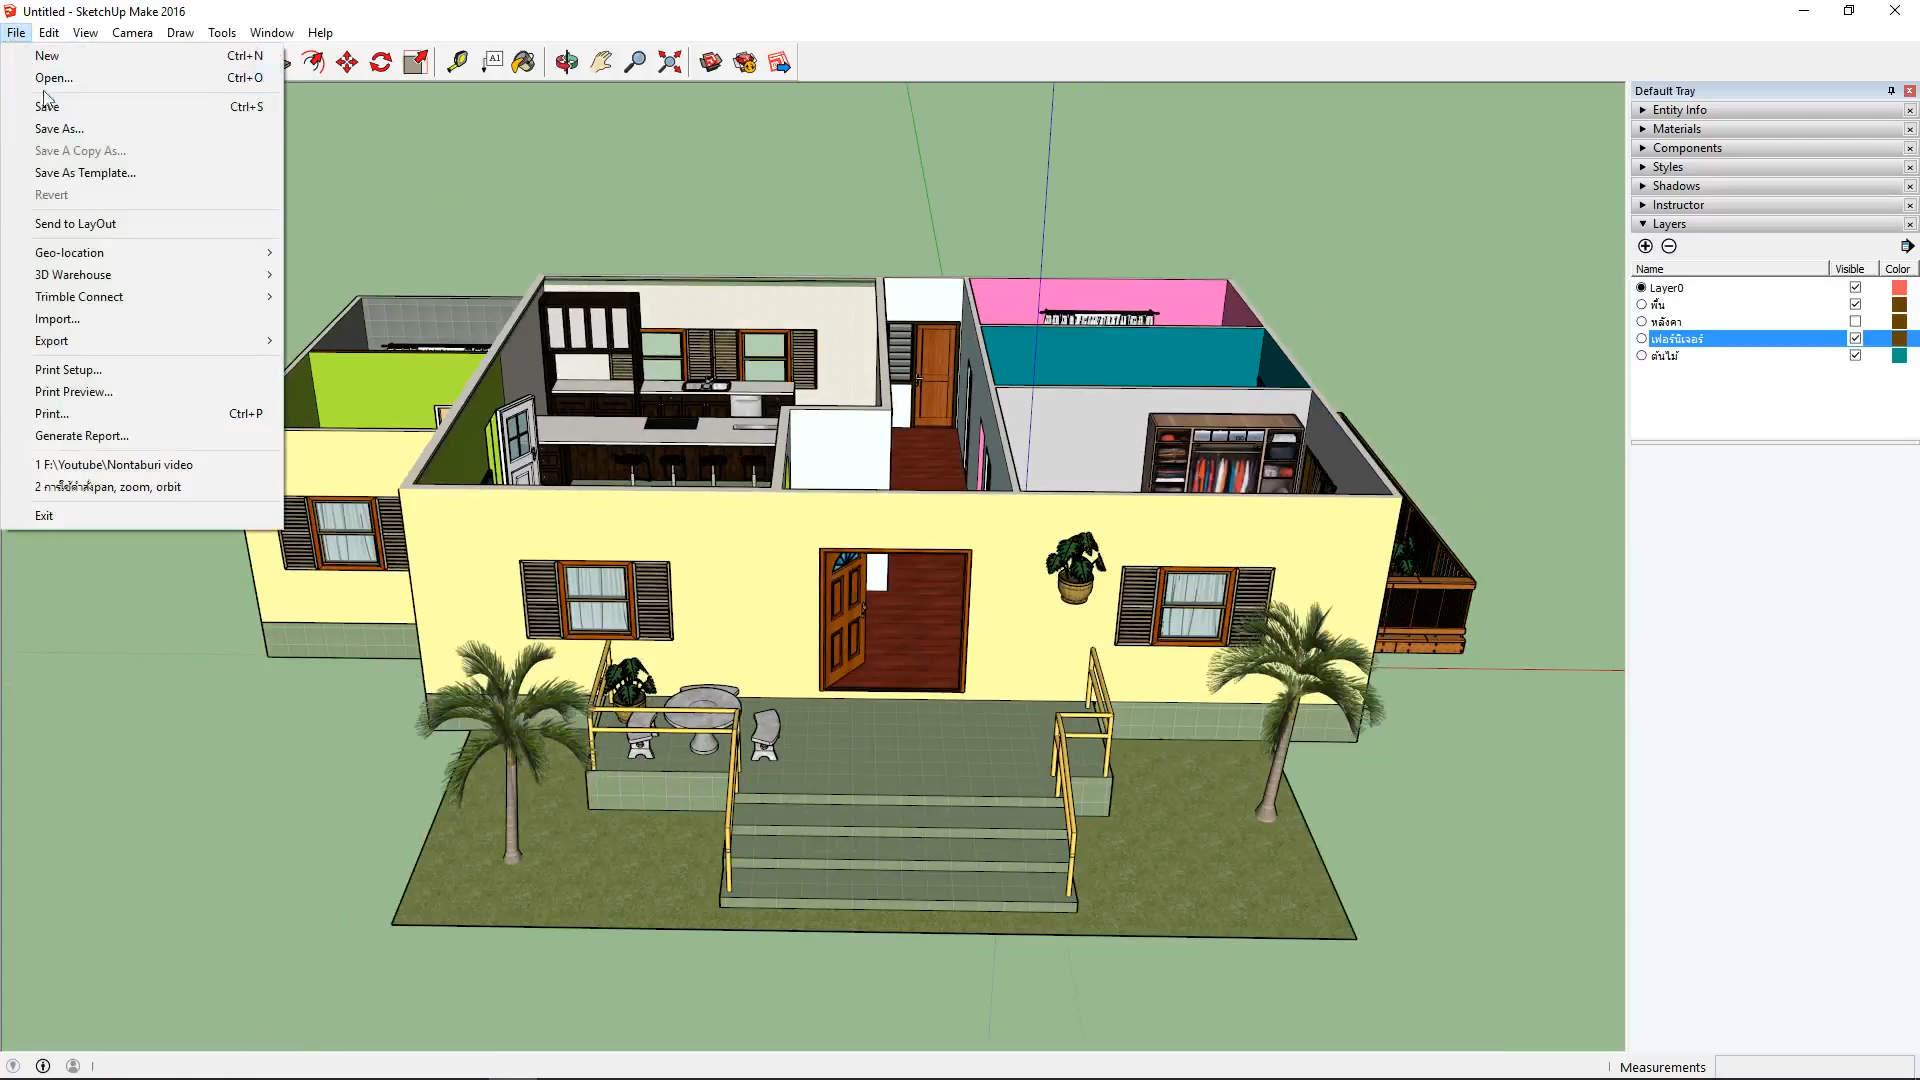 Untitled - SketchUp Make 2016
File Edit View Camera Draw Tools Window Help
New Ctrl+N
Open... Ctrl+O
Save Ctrl+S
Save As...
Save A Copy As...
Save As Template...
Revert
Send to LayOut
Geo-location
3D Warehouse
Trimble Connect
Import...
Export
Print Setup...
Print Preview...
Print... Ctrl+P
Generate Report...
1 F:\Youtube\Nontaburi video
2 การใช้คำสั่งpan, zoom, orbit
Exit
A1
Default Tray
Entity Info
Materials
Components
Styles
Shadows
Instructor
Layers
Name Visible Color
Layer0
พื้น
หลังคา
เฟอร์นิเจอร์
ต้นไม้
Measurements